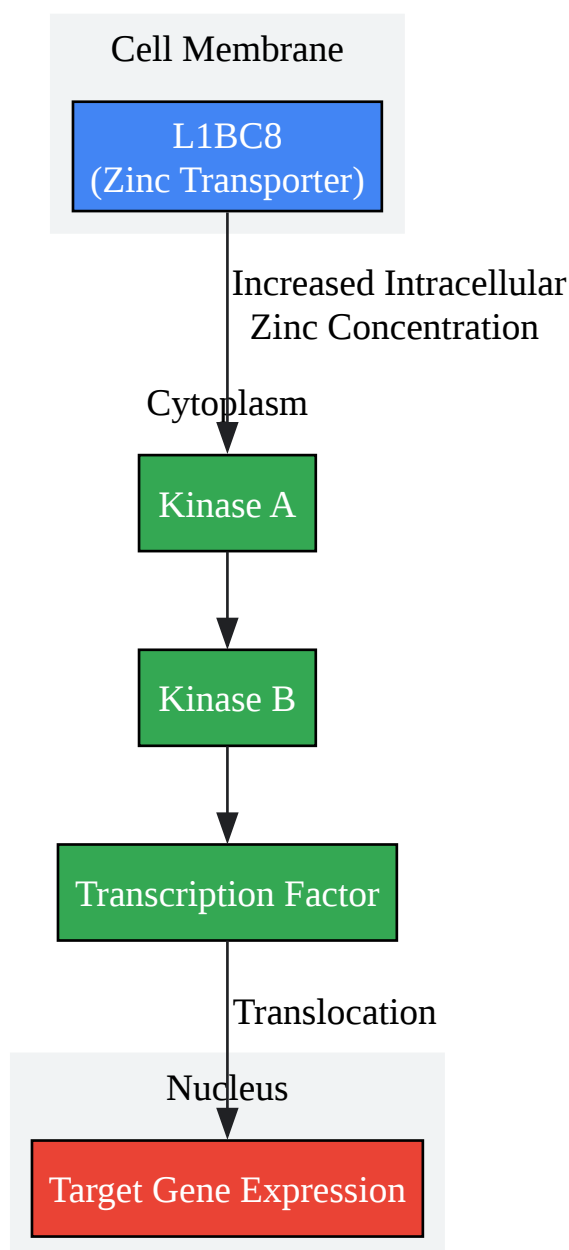 Cell Membrane
L1BC8
(Zinc Transporter)
Increased Intracellular
Zinc Concentration
Cytoplasm
Kinase A
Kinase B
Transcription Factor
Translocation
Nucleus
Target Gene Expression